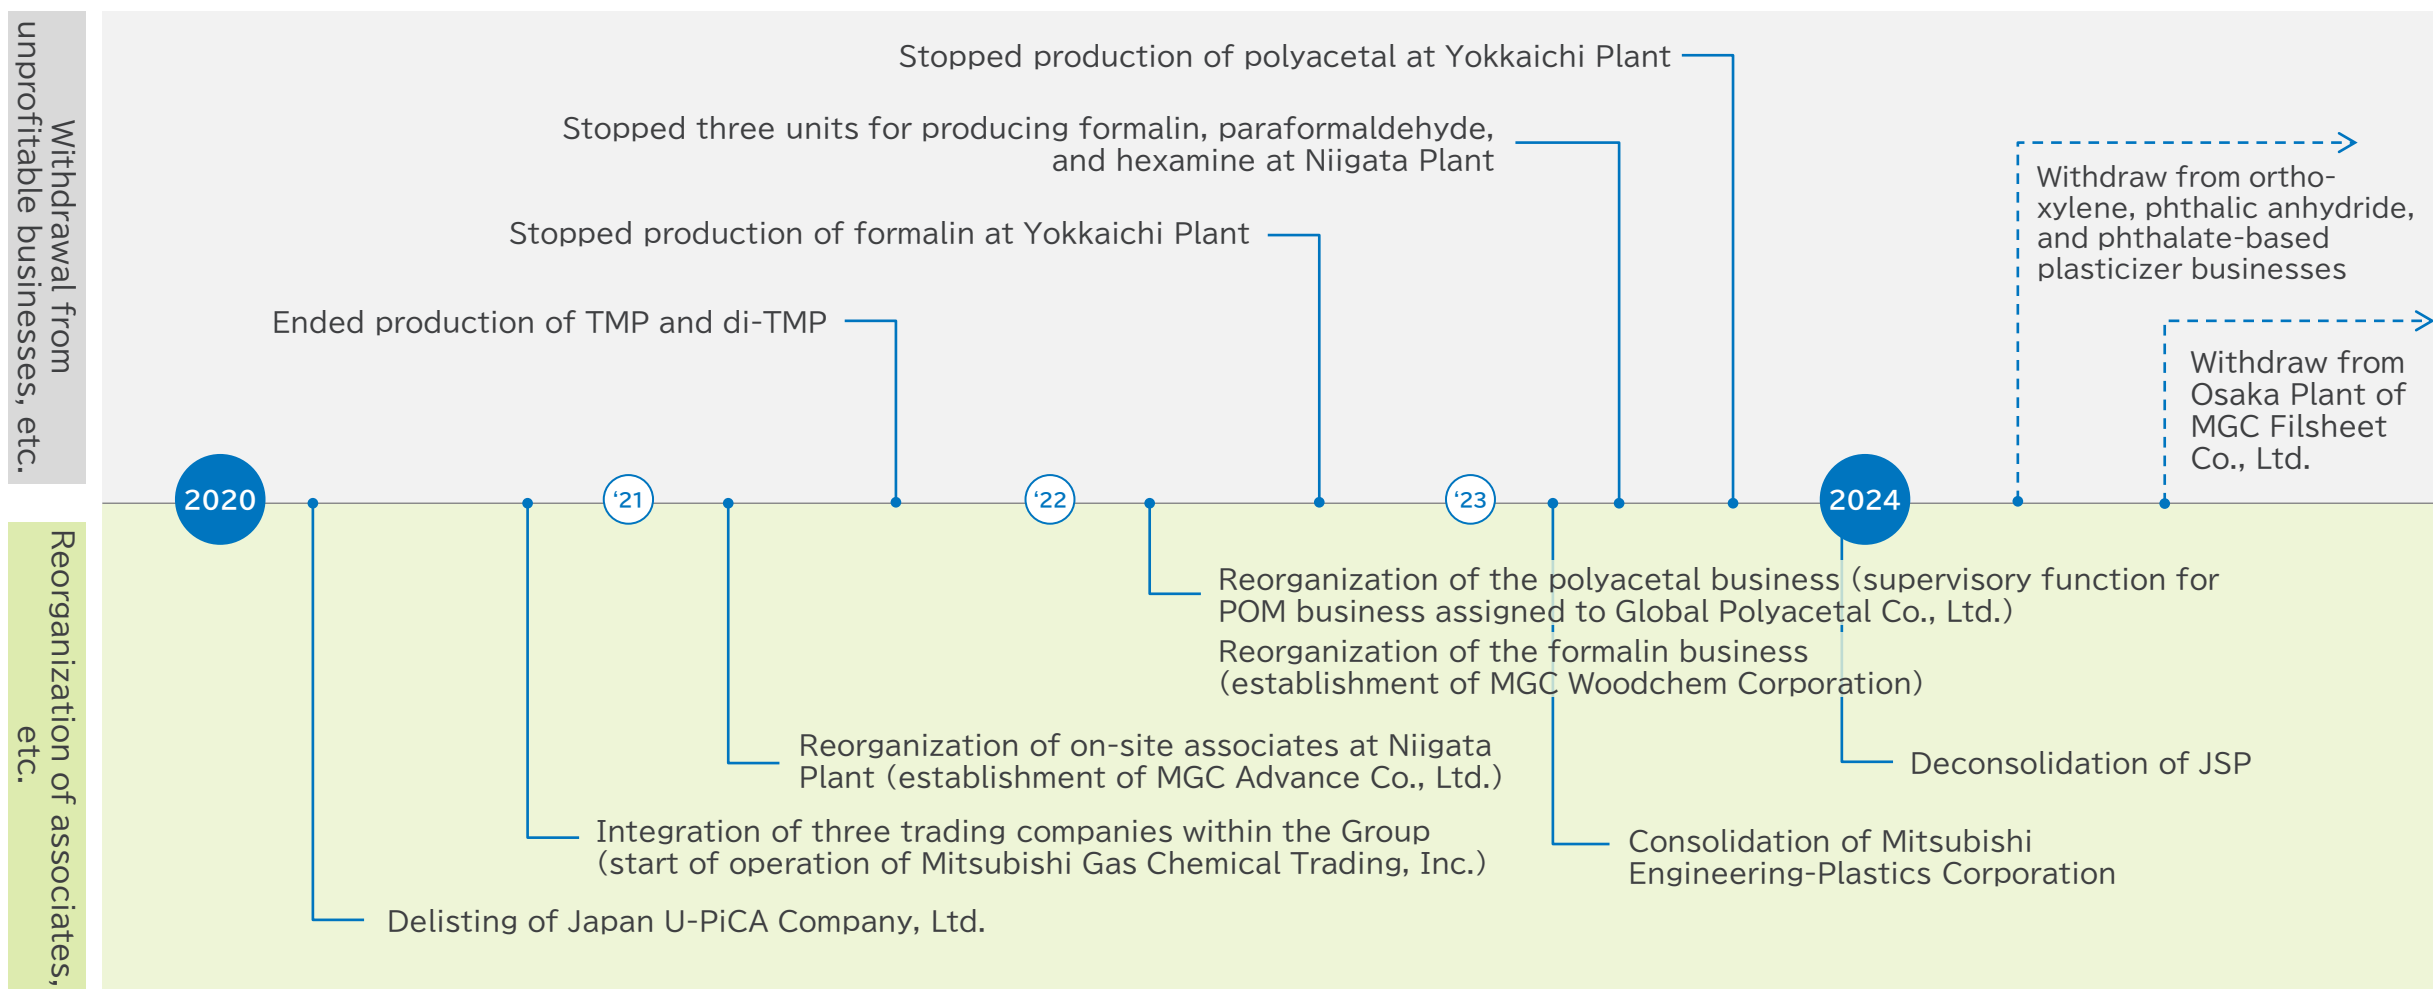 Withdrawal from
unprofitable businesses, etc.
Stopped production of polyacetal at Yokkaichi Plant
Stopped three units for producing formalin, paraformaldehyde,
and hexamine at Niigata Plant
Stopped production of formalin at Yokkaichi Plant
Ended production of TMP and di-TMP
Withdraw from ortho-
xylene, phthalic anhydride,
and phthalate-based
plasticizer businesses
Withdraw from
Osaka Plant of
MGC Filsheet
Co., Ltd.
2020
‘21
‘22
‘23
2024
Reorganization of associates,
etc.
Reorganization of the polyacetal business (supervisory function for
POM business assigned to Global Polyacetal Co., Ltd.)
Reorganization of the formalin business
(establishment of MGC Woodchem Corporation)
Reorganization of on-site associates at Niigata
Plant (establishment of MGC Advance Co., Ltd.)
Deconsolidation of JSP
Integration of three trading companies within the Group
(start of operation of Mitsubishi Gas Chemical Trading, Inc.)
Consolidation of Mitsubishi
Engineering-Plastics Corporation
Delisting of Japan U-PiCA Company, Ltd.